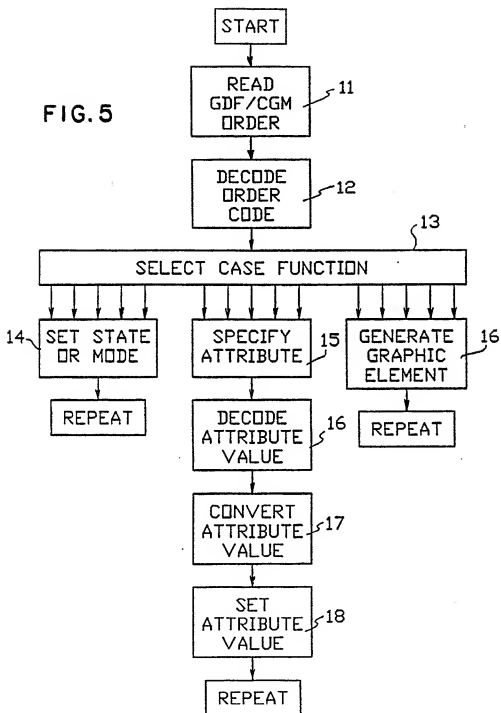 START
FIG. 5
READ
GDF/CGM
ORDER
11
DECODE
ORDER
CODE
12
13
SELECT CASE FUNCTION
14
SET STATE
OR MODE
REPEAT
SPECIFY
ATTRIBUTE
15
GENERATE
GRAPHIC
ELEMENT
16
REPEAT
DECODE
ATTRIBUTE
VALUE
16
CONVERT
ATTRIBUTE
VALUE
17
SET
ATTRIBUTE
VALUE
18
REPEAT